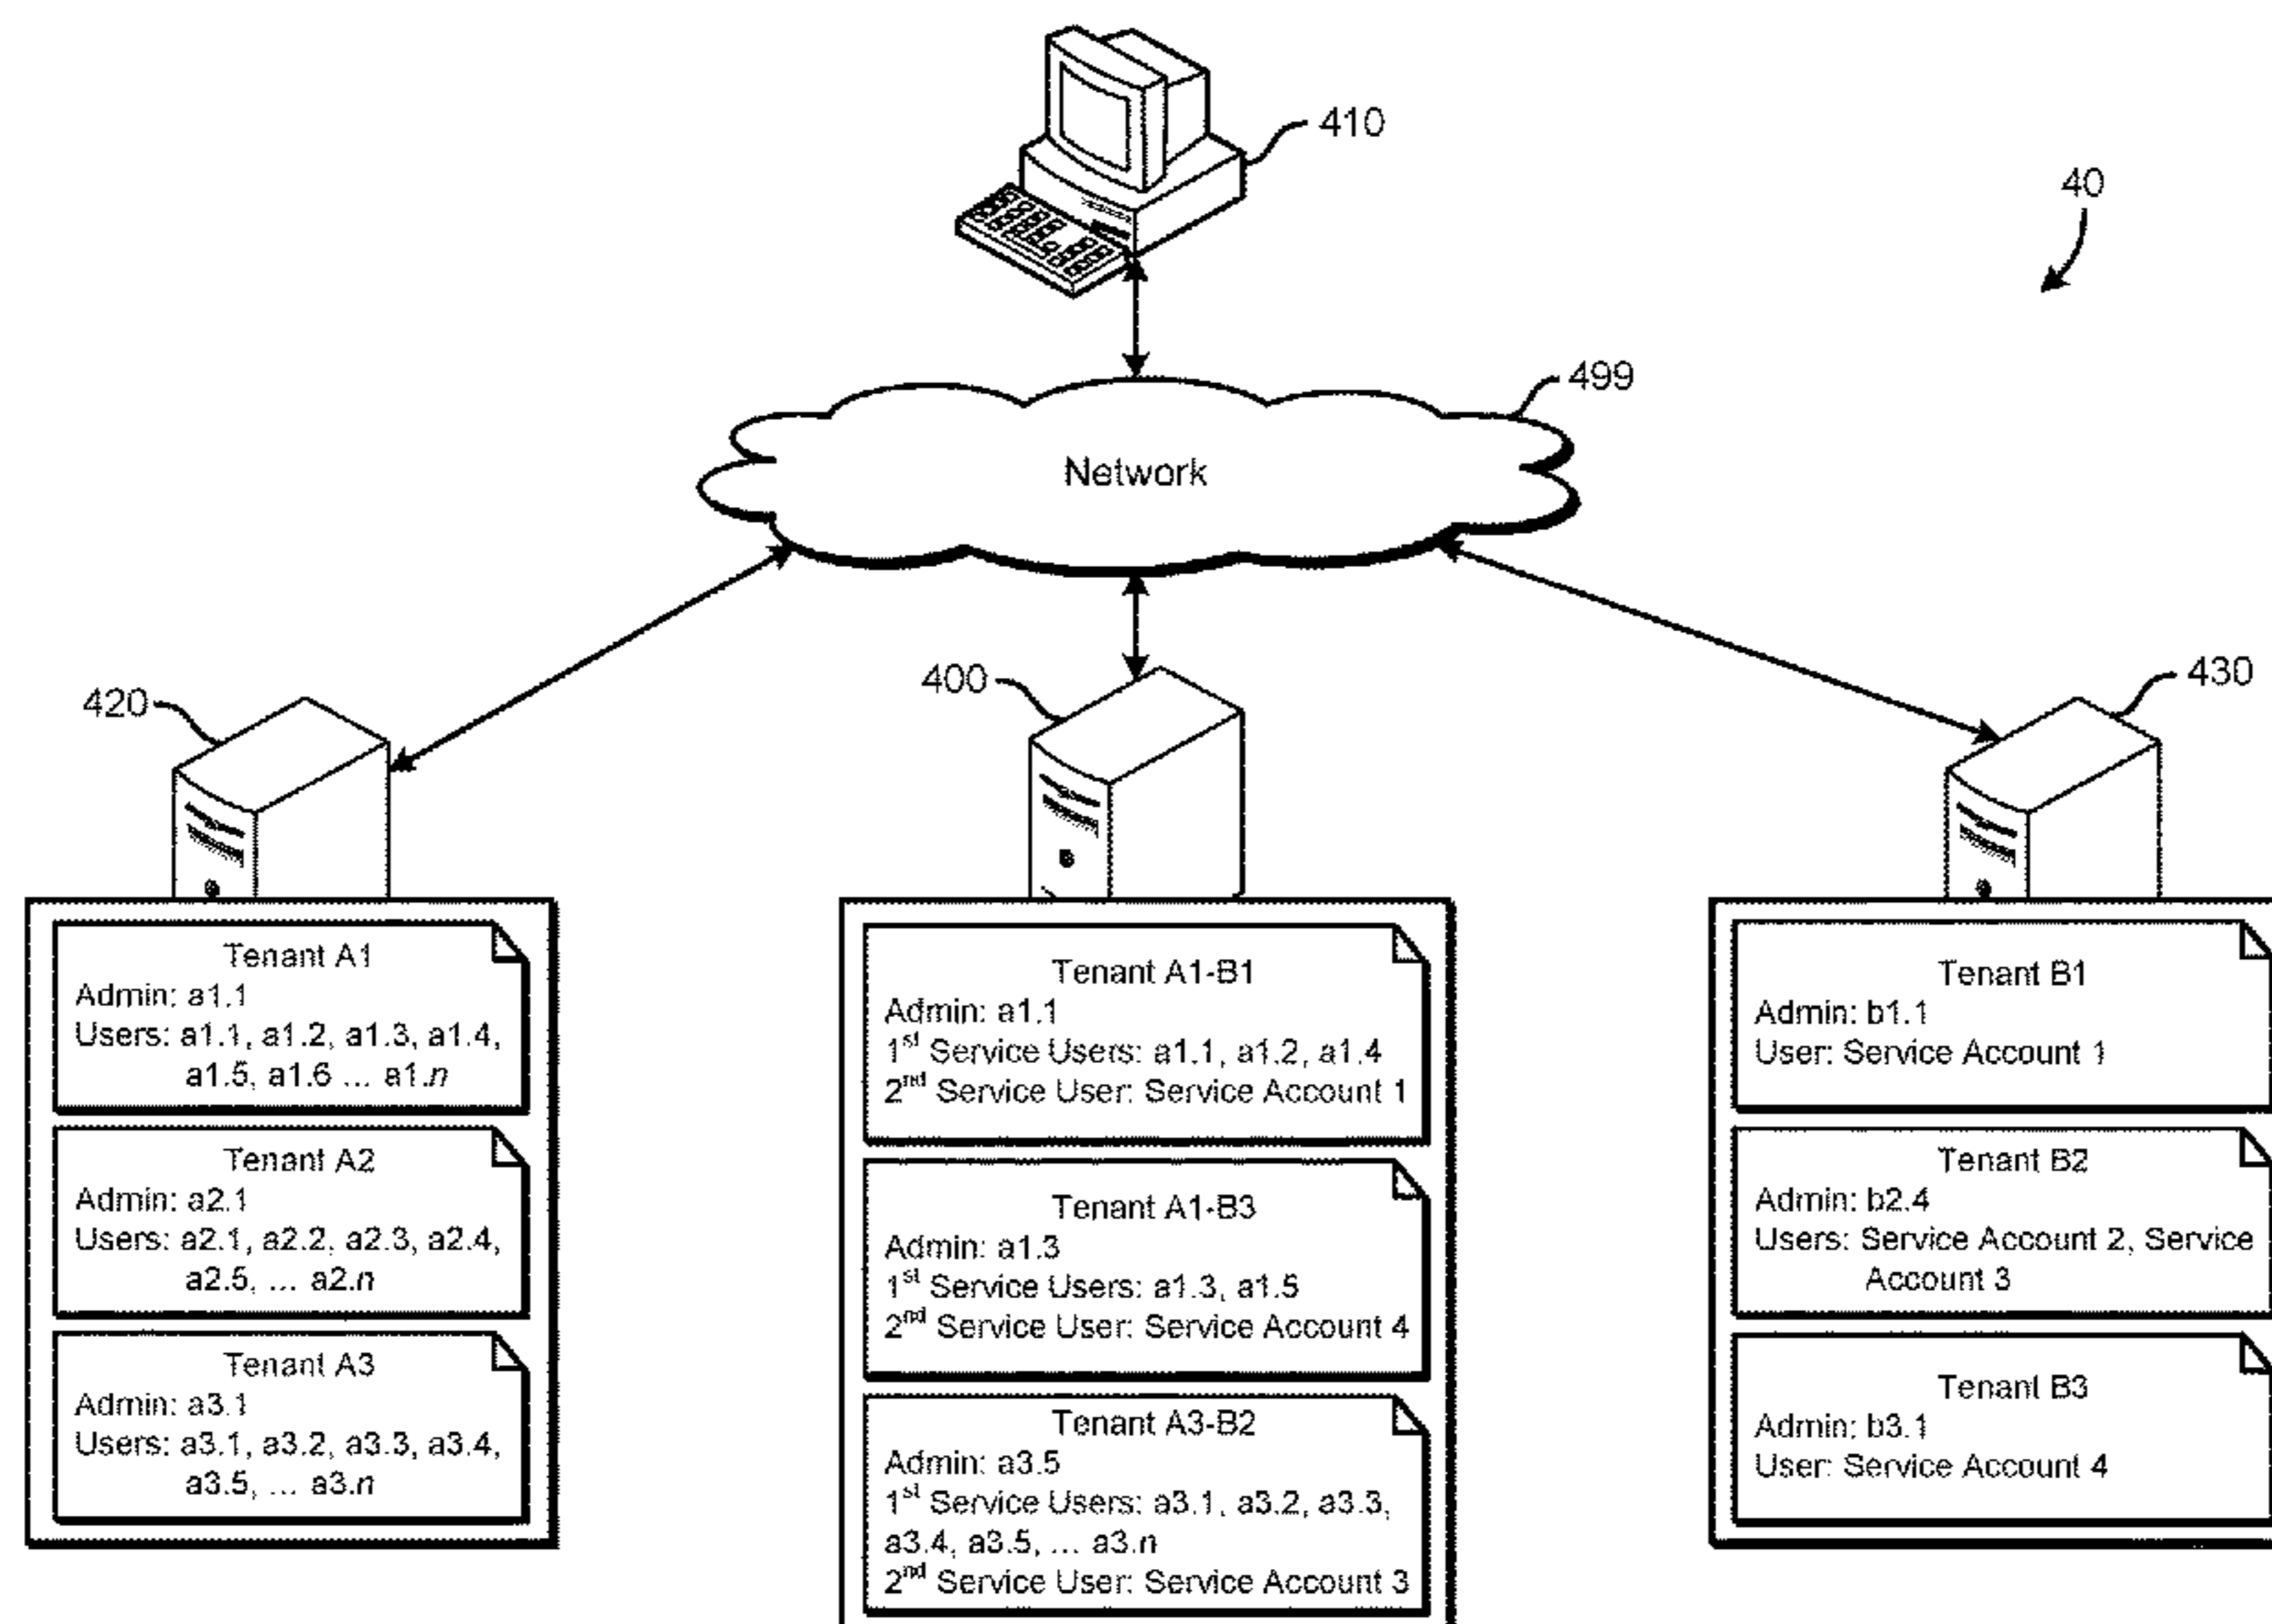 410
40
499
Network
420
400
430
Tenant A1
Admin: a1.1
Users: a1.1, a1.2, a1.3, a1.4,
a1.5, a1.6 ... a1.n
Tenant A2
Admin: a2.1
Users: a2.1, a2.2, a2.3, a2.4,
a2.5, ... a2.n
Tenant A3
Admin: a3.1
Users: a3.1, a3.2, a3.3, a3.4,
a3.5, ... a3.n
Tenant A1-B1
Admin: a1.1
1st Service Users: a1.1, a1.2, a1.4
2nd Service User: Service Account 1
Tenant A1-B3
Admin: a1.3
1st Service Users: a1.3, a1.5
2nd Service User: Service Account 4
Tenant A3-B2
Admin: a3.5
1st Service Users: a3.1, a3.2, a3.3,
a3.4, a3.5, ... a3.n
2nd Service User: Service Account 3
Tenant B1
Admin: b1.1
User: Service Account 1
Tenant B2
Admin: b2.4
Users: Service Account 2, Service
Account 3
Tenant B3
Admin: b3.1
User: Service Account 4